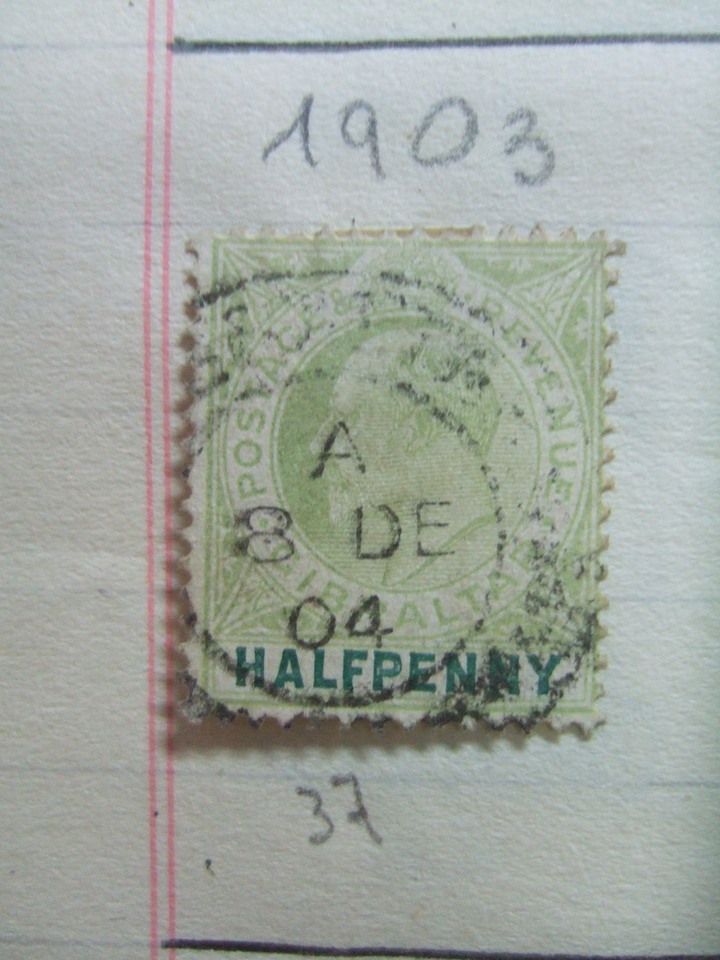 1903
POSTAGE & REVENUE
GIBRALTAR
A
8 DE
04
HALFPENNY
37